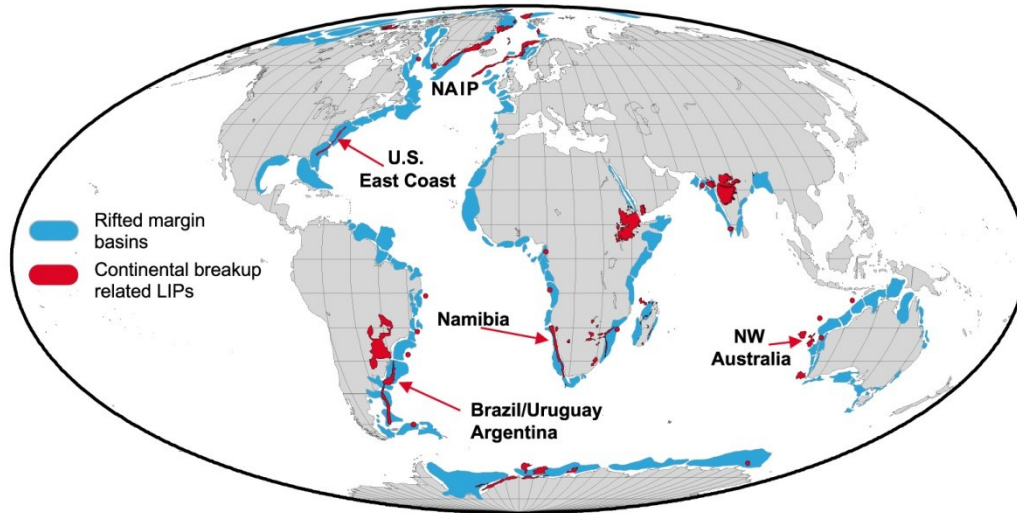 NAIP
U.S.
East Coast
Rifted margin
basins
Continental breakup
related LIPs
Namibia
NW
Australia
Brazil/Uruguay
Argentina